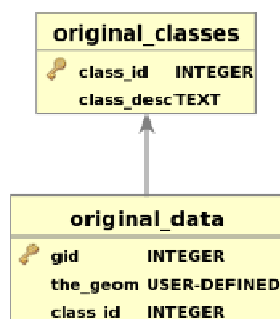 original_classes
class_id INTEGER
class_desc TEXT
original_data
gid INTEGER
the_geom USER-DEFINED
class_id INTEGER